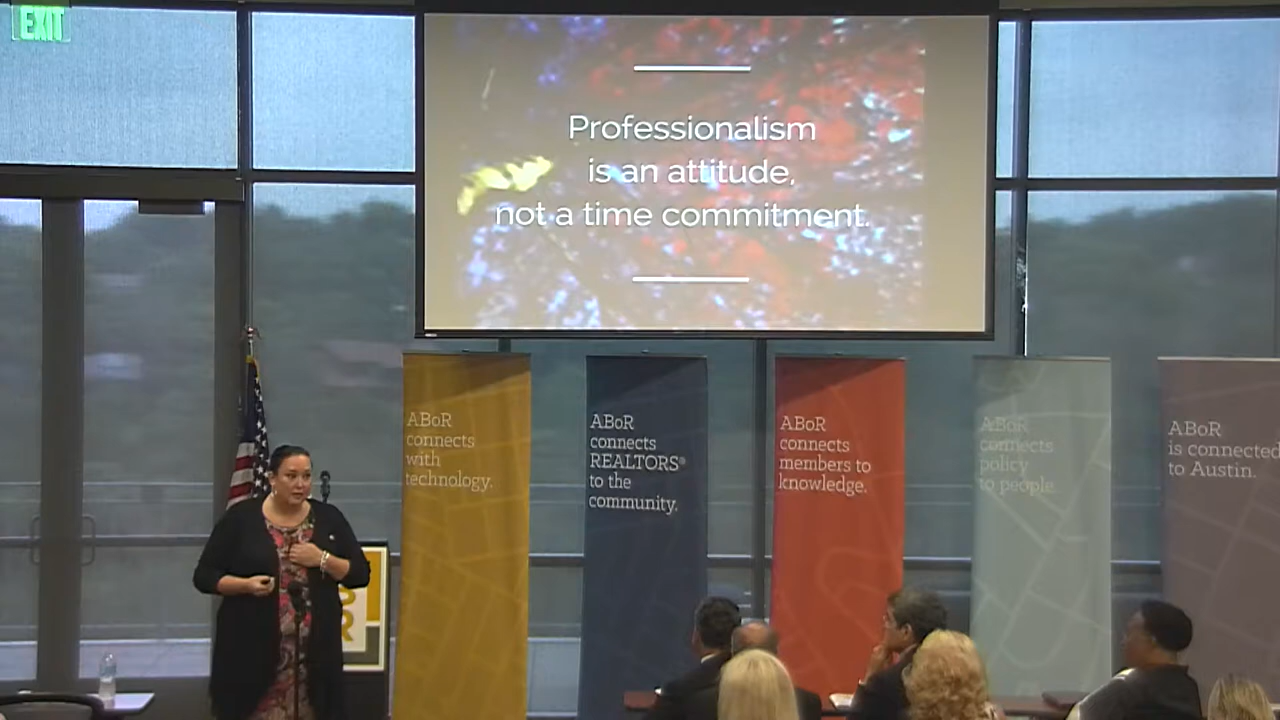 EXIT
Professionalism
is an attitude,
not a time commitment.
ABoR
connects
with
technology.
ABoR
connects
REALTORS®
to the
community.
ABoR
connects
members to
knowledge.
ABoR
connects
policy
to people.
ABoR
is connected
to Austin.